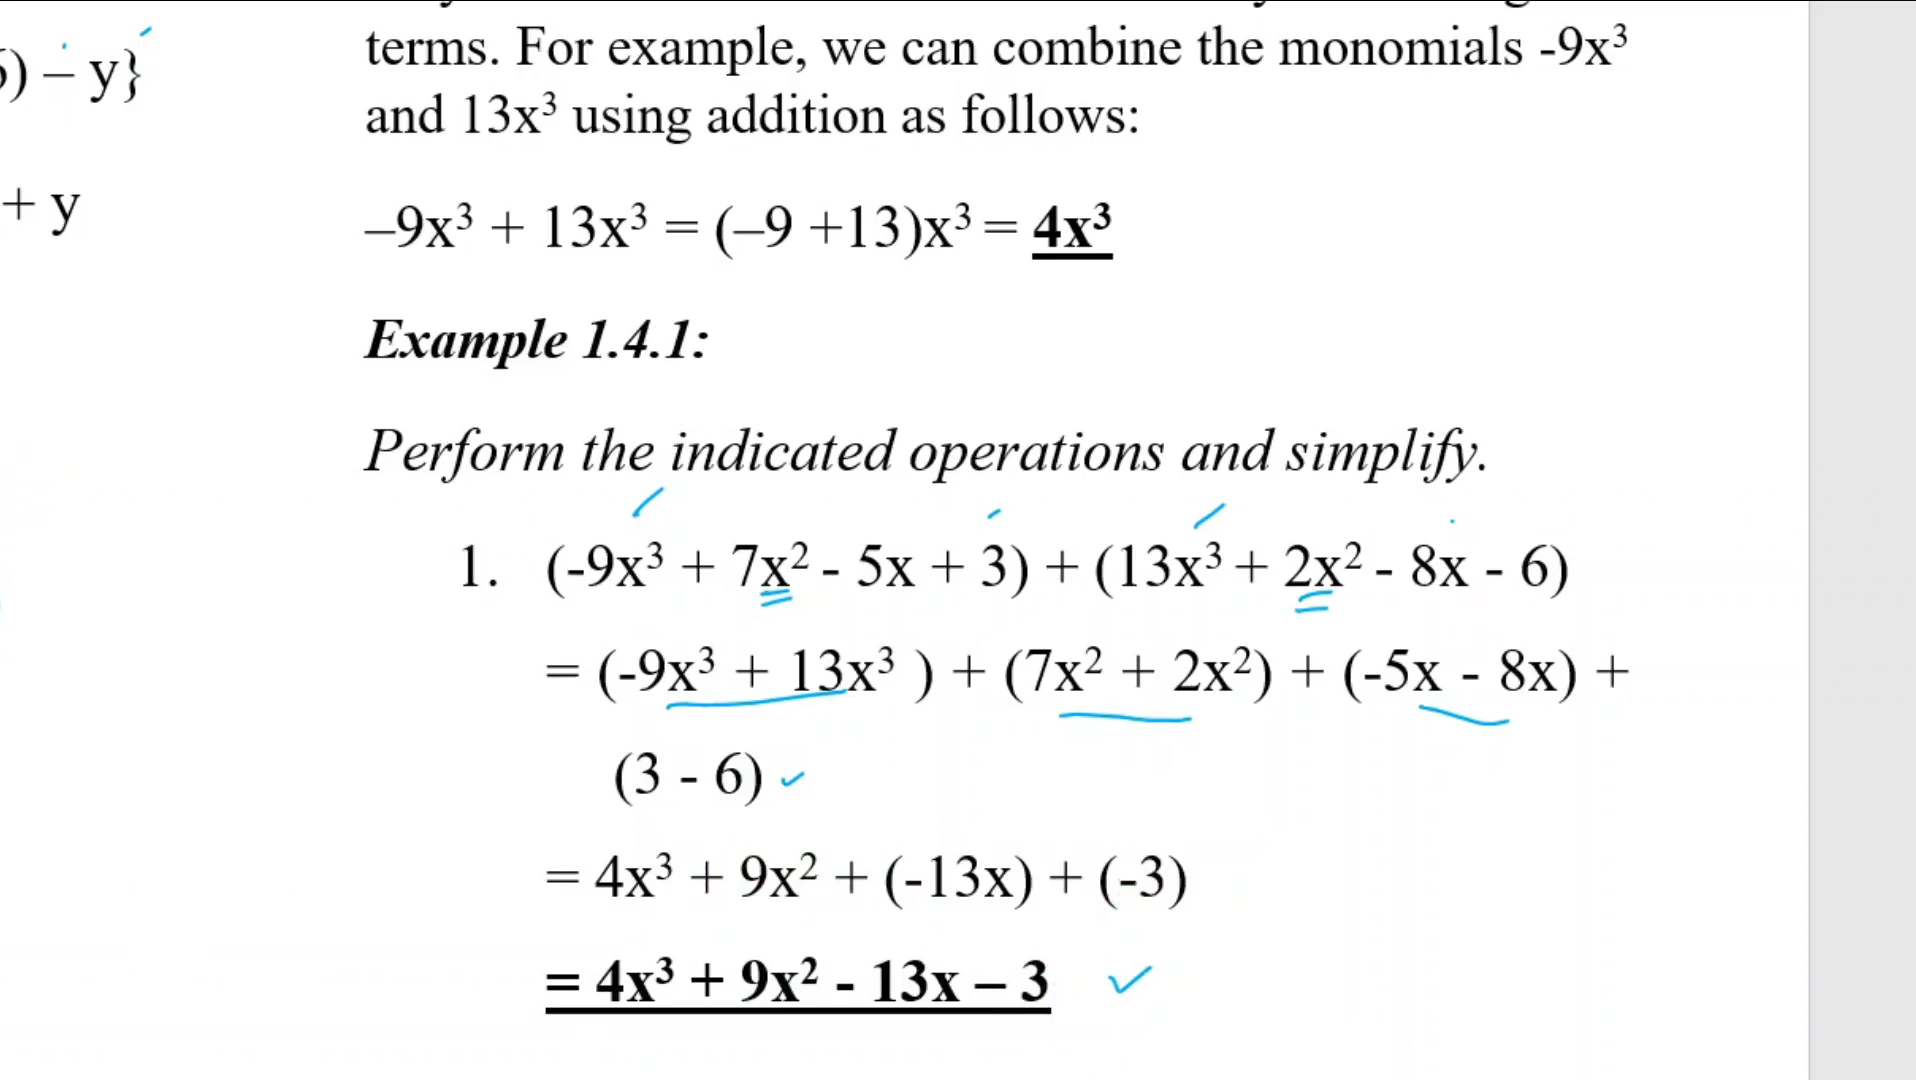 ) – y}
+ y
terms. For example, we can combine the monomials -9x³
and 13x³ using addition as follows:
–9x³ + 13x³ = (–9 +13)x³ = 4x³
Example 1.4.1:
Perform the indicated operations and simplify.
1. (-9x³ + 7x² - 5x + 3) + (13x³ + 2x² - 8x - 6)
= (-9x³ + 13x³ ) + (7x² + 2x²) + (-5x - 8x) +
(3 - 6)
= 4x³ + 9x² + (-13x) + (-3)
= 4x³ + 9x² - 13x – 3